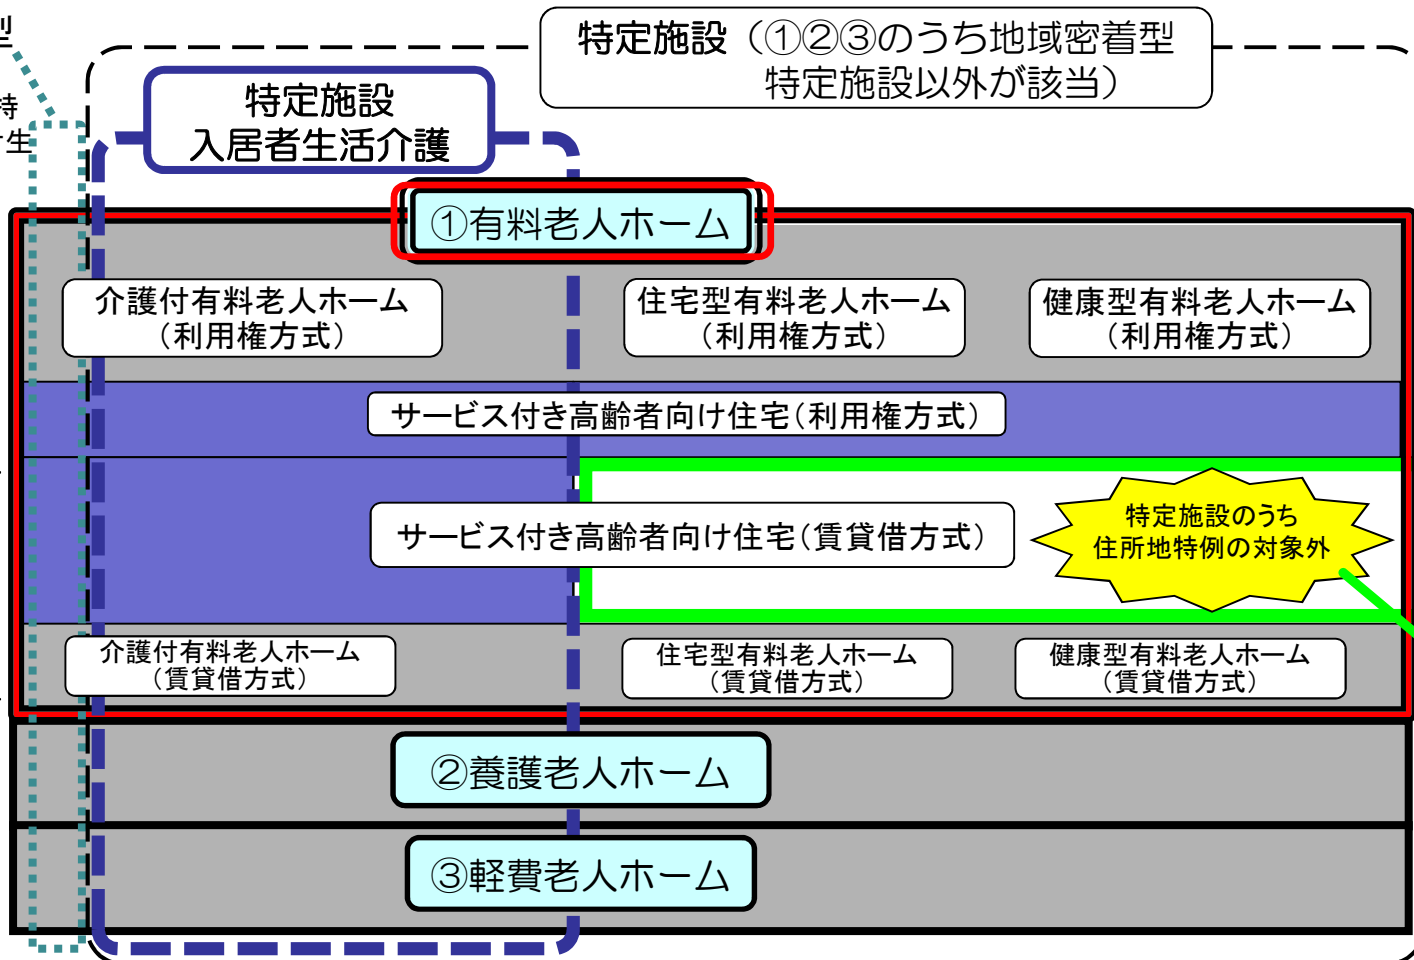 型
特定施設（①②③のうち地域密着型
特定施設以外が該当）
特定施設
入居者生活介護
生
①有料老人ホーム
介護付有料老人ホーム
（利用権方式）
住宅型有料老人ホーム
（利用権方式）
健康型有料老人ホーム
（利用権方式）
サービス付き高齢者向け住宅（利用権方式）
サービス付き高齢者向け住宅（賃貸借方式）
特定施設のうち
住所地特例の対象外
介護付有料老人ホーム
（賃貸借方式）
住宅型有料老人ホーム
（賃貸借方式）
健康型有料老人ホーム
（賃貸借方式）
②養護老人ホーム
③軽費老人ホーム